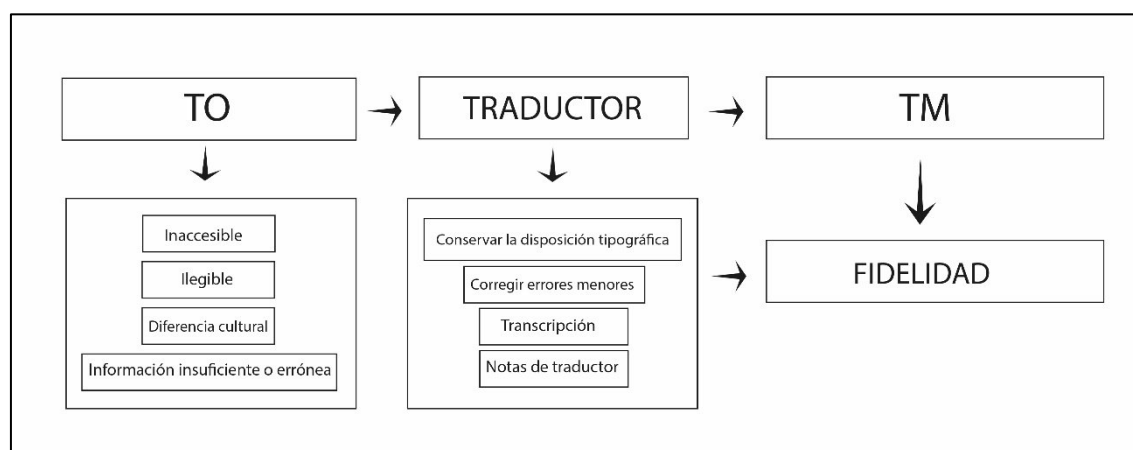 TO
TRADUCTOR
TM
Inaccesible
Ilegible
Diferencia cultural
Información insuficiente o errónea
Conservar la disposición tipográfica
Corregir errores menores
Transcripción
Notas de traductor
FIDELIDAD